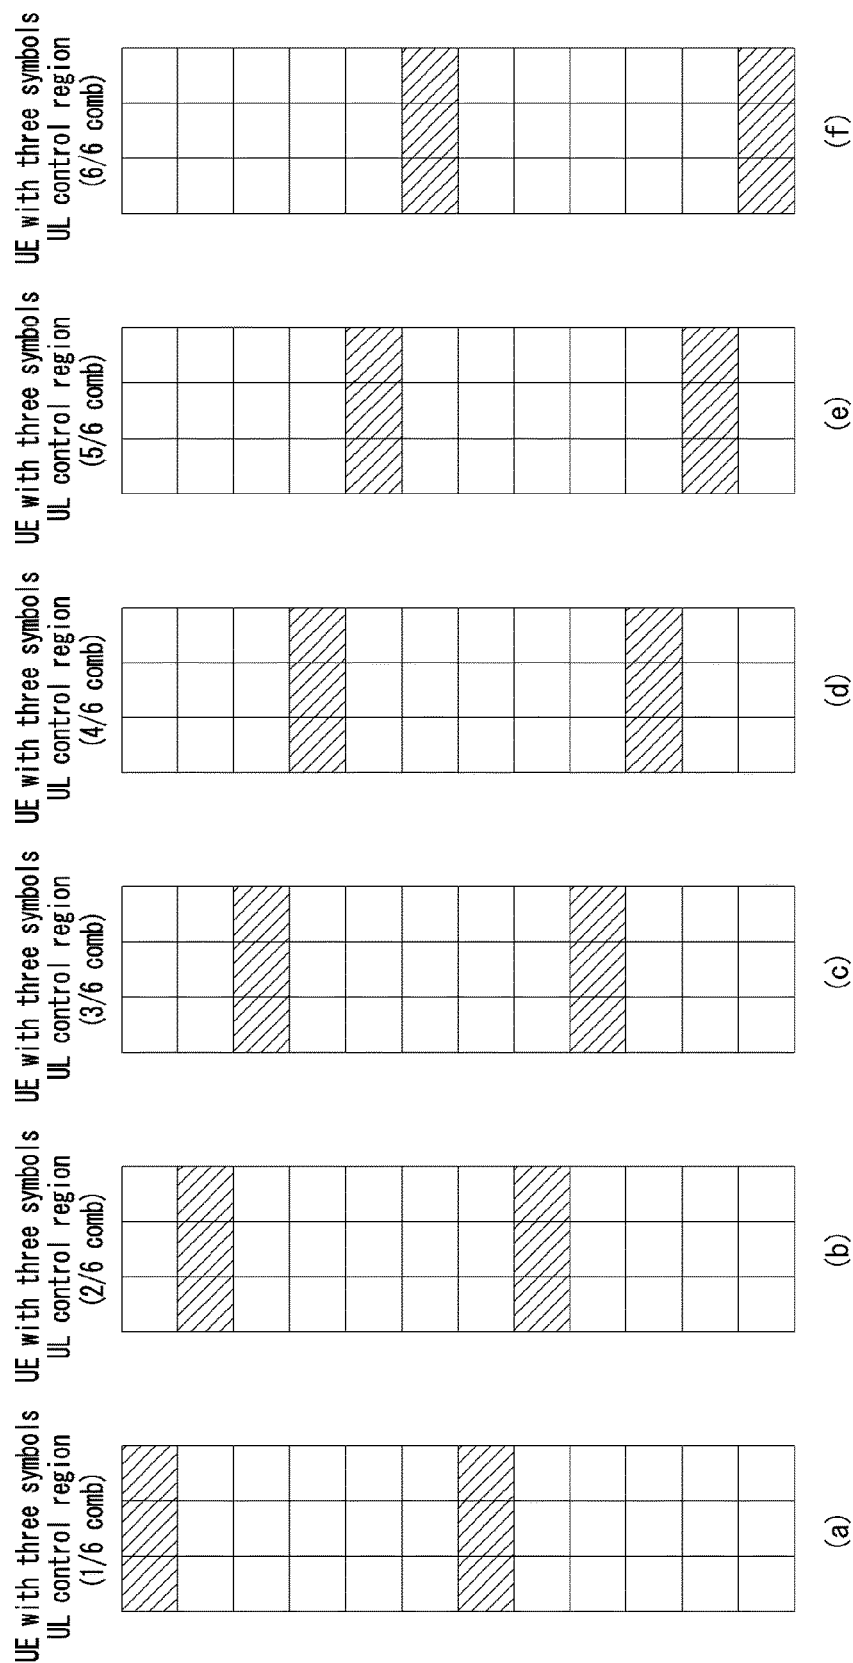 UE with three symbols
UL control region
(1/6 comb)
(a)
UE with three symbols
UL control region
(2/6 comb)
(b)
UE with three symbols
UL control region
(3/6 comb)
(c)
UE with three symbols
UL control region
(4/6 comb)
(d)
UE with three symbols
UL control region
(5/6 comb)
(e)
UE with three symbols
UL control region
(6/6 comb)
(f)